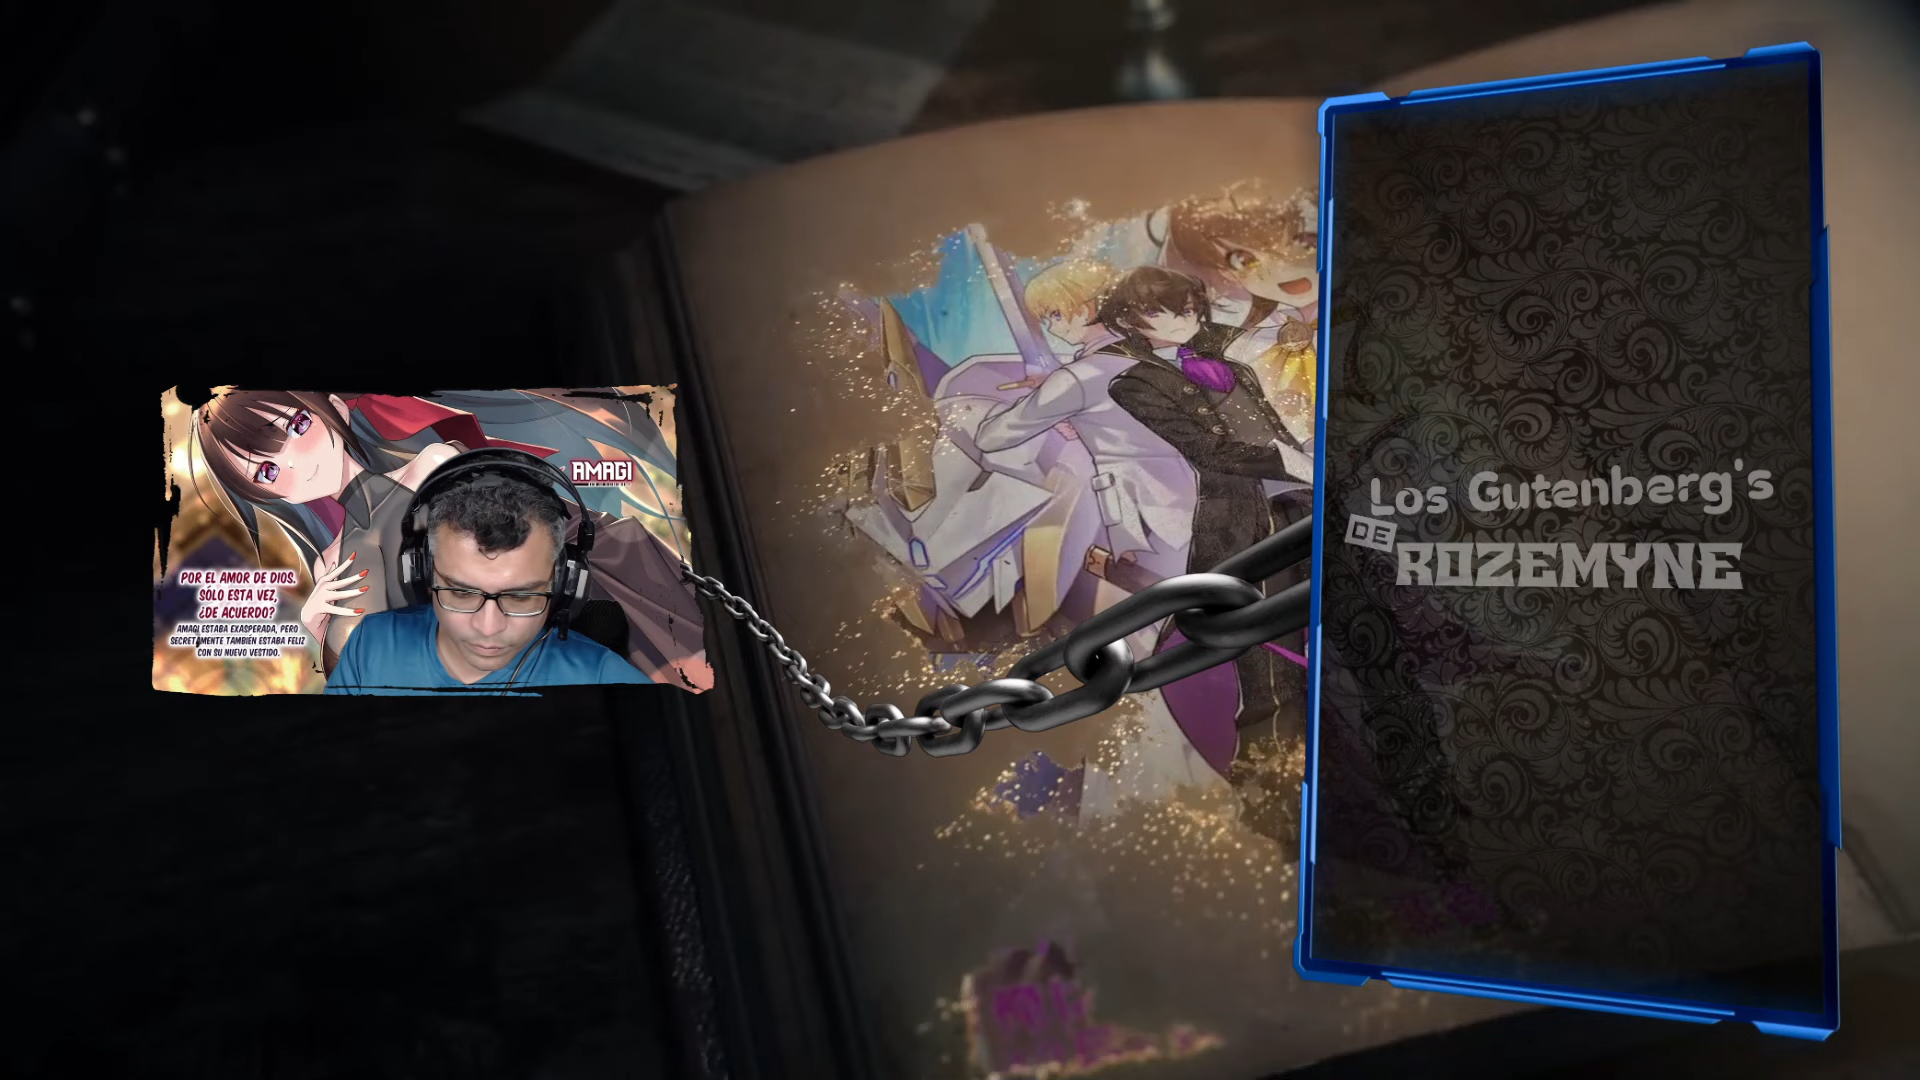 AMAGI
POR EL AMOR DE DIOS.
SÓLO ESTA VEZ,
¿DE ACUERDO?
AMAGI ESTABA EXASPERADA, PERO
SECRETAMENTE TAMBIÉN ESTABA FELIZ
CON SU NUEVO VESTIDO.
Los Gutenberg's
DE
ROZEMYNE